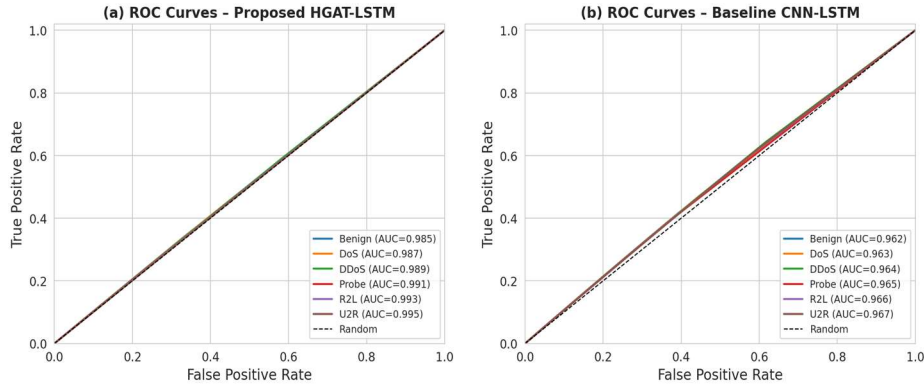 (a) ROC Curves – Proposed HGAT-LSTM
True Positive Rate
1.0
0.8
0.6
0.4
0.2
0.0
Benign (AUC=0.985)
DoS (AUC=0.987)
DDoS (AUC=0.989)
Probe (AUC=0.991)
R2L (AUC=0.993)
U2R (AUC=0.995)
Random
0.0 0.2 0.4 0.6 0.8 1.0
False Positive Rate
(b) ROC Curves – Baseline CNN-LSTM
True Positive Rate
1.0
0.8
0.6
0.4
0.2
0.0
Benign (AUC=0.962)
DoS (AUC=0.963)
DDoS (AUC=0.964)
Probe (AUC=0.965)
R2L (AUC=0.966)
U2R (AUC=0.967)
Random
0.0 0.2 0.4 0.6 0.8 1.0
False Positive Rate